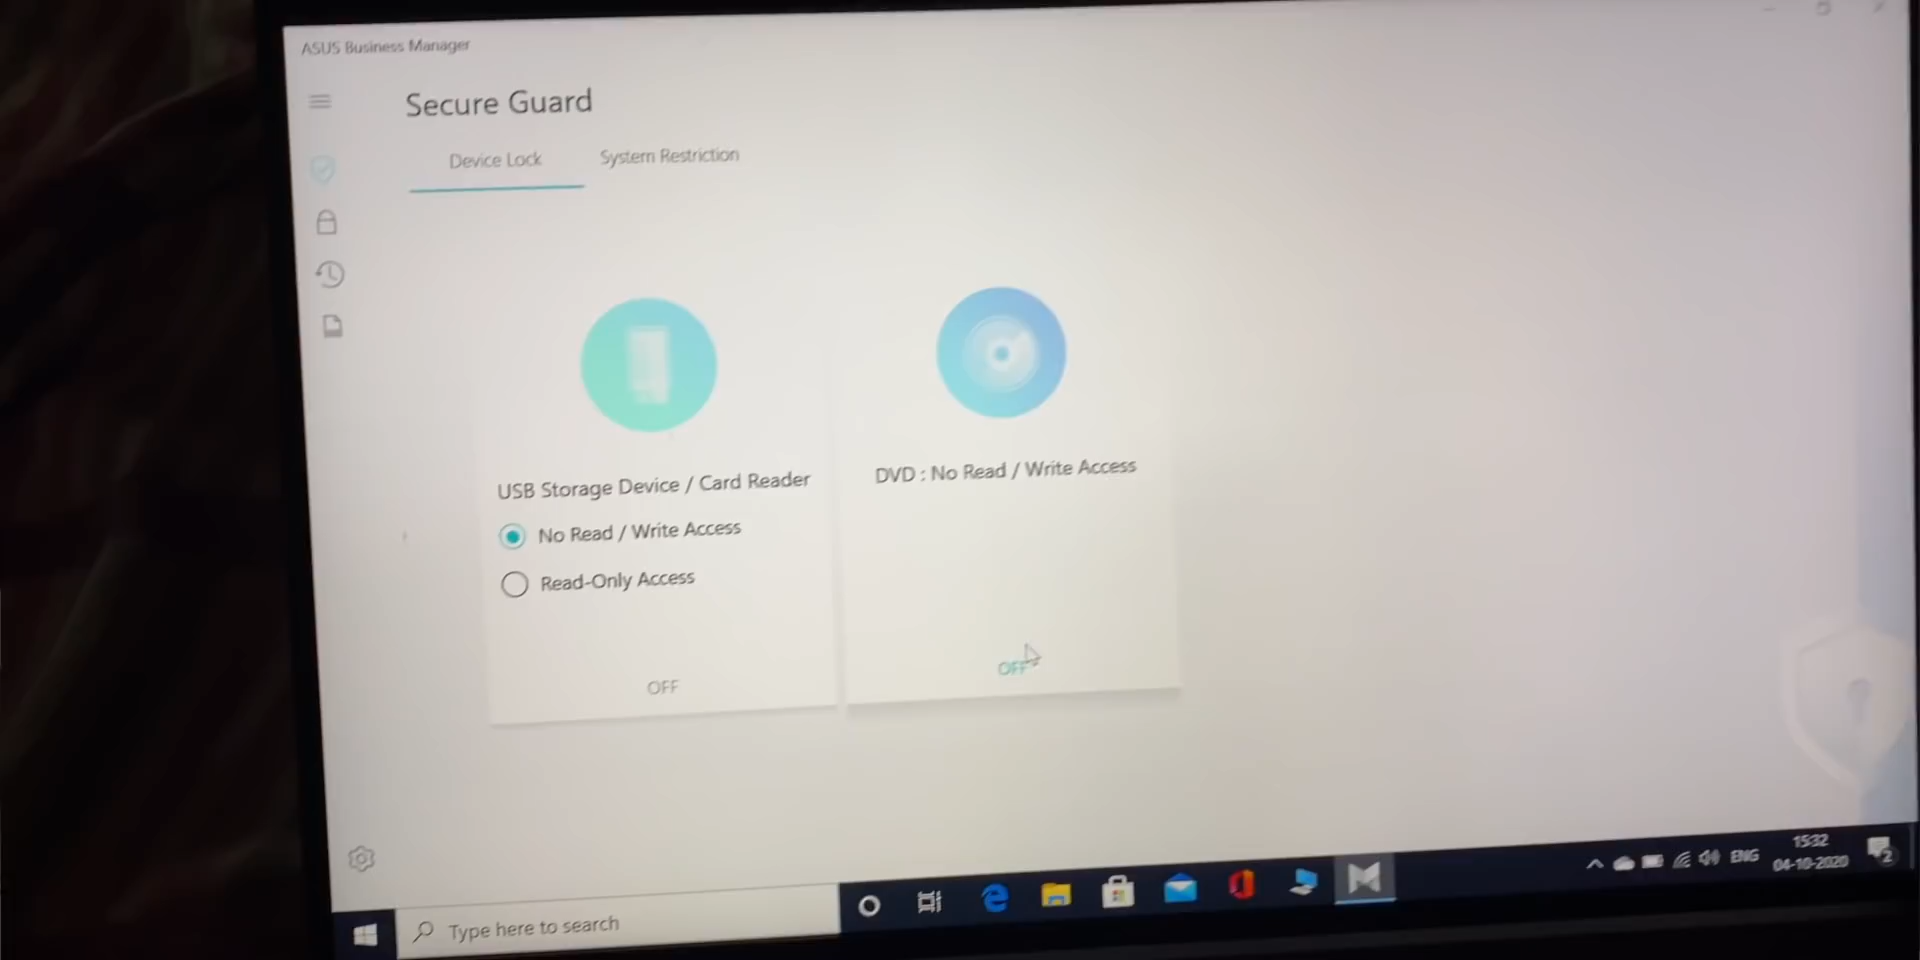 ASUS Business Manager
Secure Guard
Device Lock
System Restriction
USB Storage Device / Card Reader
No Read / Write Access
Read-Only Access
OFF
DVD : No Read / Write Access
OFF
Type here to search
ENG
15:32
04-10-2020
2